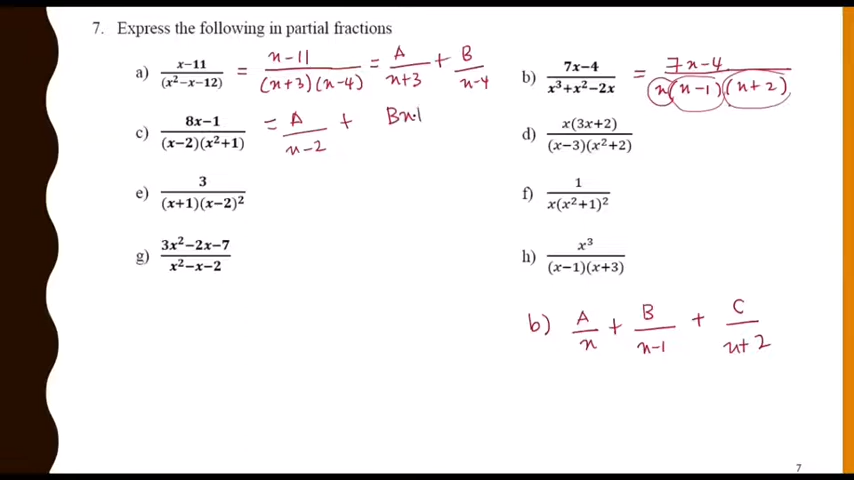 7. Express the following in partial fractions
a) x−11/(x²−x−12) = x−11/(x+3)(x−4) = A/x+3 + B/x−4
b) 7x−4/x³+x²−2x = 7x−4/x(x−1)(x+2)
c) 8x−1/(x−2)(x²+1) = A/x−2 + Bx+
d) x(3x+2)/(x−3)(x²+2)
e) 3/(x+1)(x−2)²
f) 1/x(x²+1)²
g) 3x²−2x−7/x²−x−2
h) x³/(x−1)(x+3)
b) A/x + B/x−1 + C/x+2
7